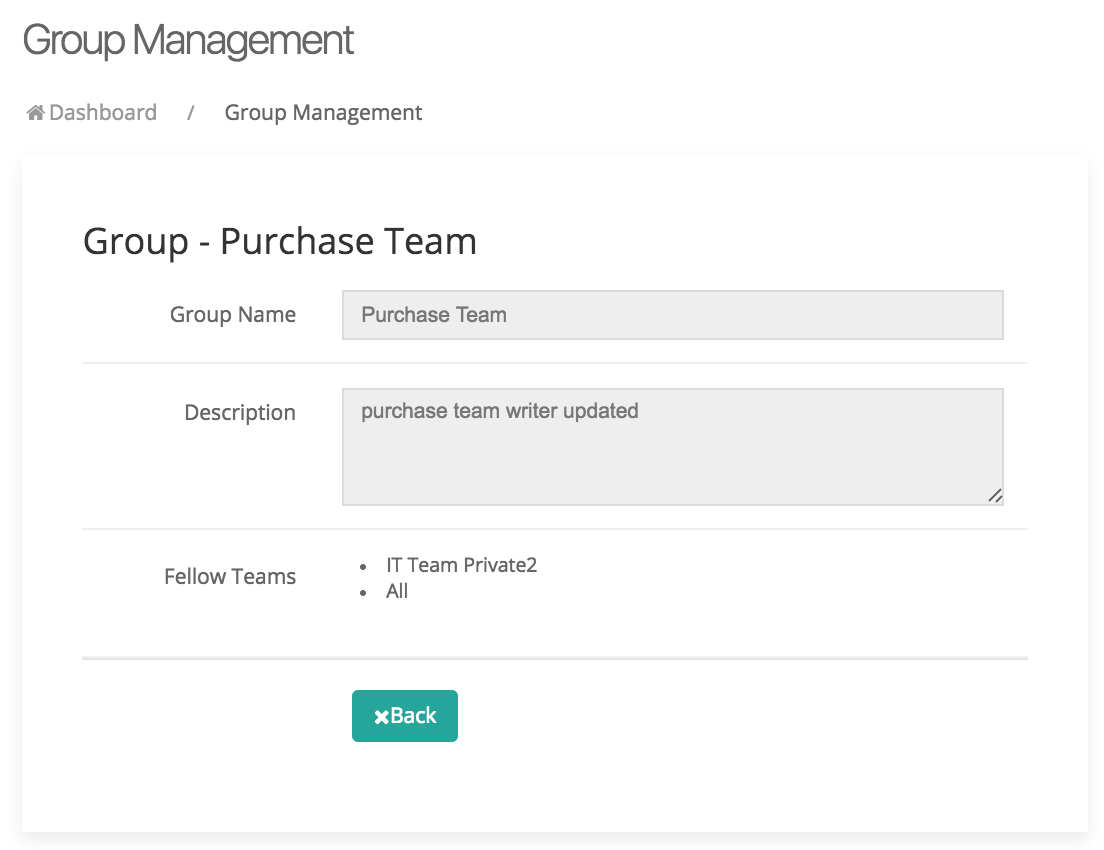 Group Management
Dashboard / Group Management
Group - Purchase Team
Group Name
Purchase Team
Description
purchase team writer updated
Fellow Teams
IT Team Private2
All
Back